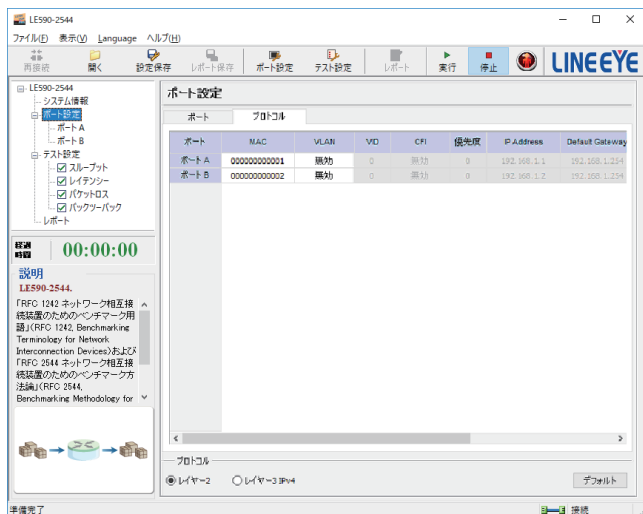 LE590-2544
ファイル(F) 表示(V) Language ヘルプ(H)
再接続 開く 設定保存 レポート保存 ポート設定 テスト設定 レポート 実行 停止 LINEEYE
LE590-2544
システム情報
ポート設定
ポート A
ポート B
テスト設定
スループット
レイテンシー
パケットロス
バックツーバック
レポート
経過時間 00:00:00
説明
LE590-2544.
「RFC 1242 ネットワーク相互接
続装置のためのベンチマーク用
語」(RFC 1242, Benchmarking
Terminology for Network
Interconnection Devices)および
「RFC 2544 ネットワーク相互接
続装置のためのベンチマーク方
法論」(RFC 2544,
Benchmarking Methodology for
ポート設定
ポート プロトコル
ポート MAC VLAN VID CFI 優先度 IP Address Default Gateway
ポート A 000000000001 無効 0 無効 0 192.168.1.1 192.168.1.254
ポート B 000000000002 無効 0 無効 0 192.168.1.2 192.168.1.254
プロトコル
レイヤー2 レイヤー3 IPv4 デフォルト
準備完了 接続